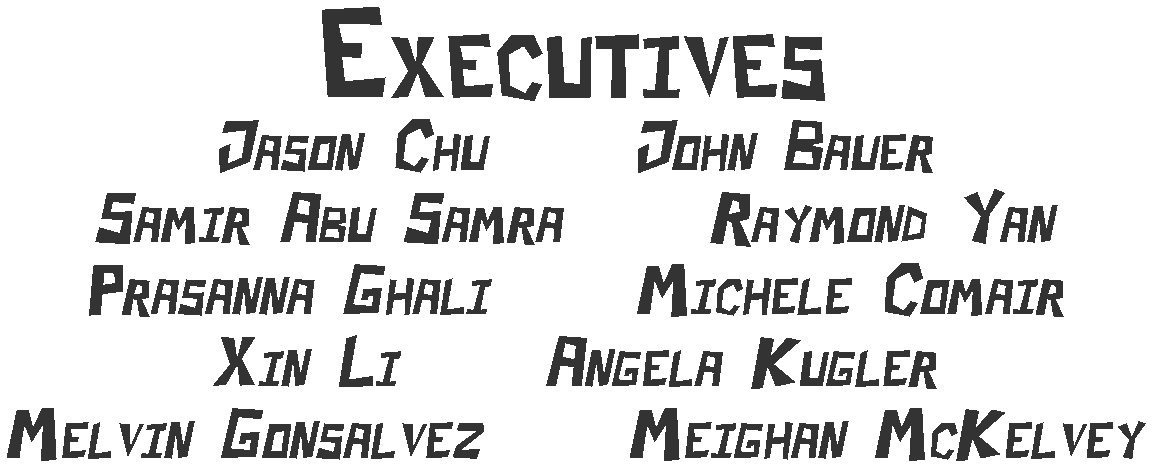 Executives
Jason Chu John Bauer
Samir Abu Samra Raymond Yan
Prasanna Ghali Michele Comair
Xin Li Angela Kugler
Melvin Gonsalvez Meighan McKelvey